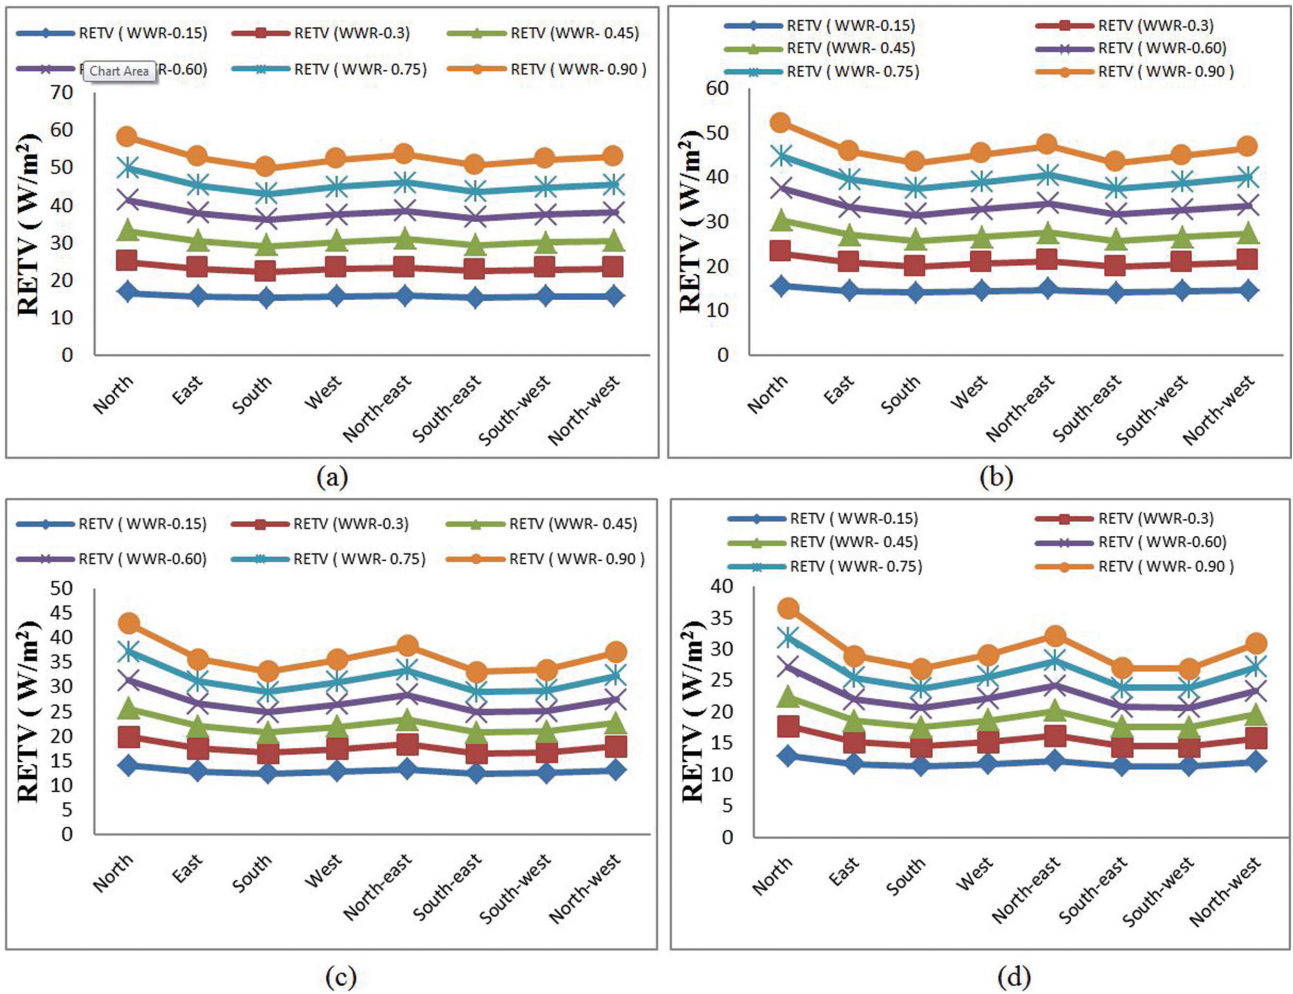 RETV ( WWR-0.15) RETV (WWR-0.3) RETV (WWR- 0.45)
Chart Area -0.60) RETV ( WWR- 0.75) RETV ( WWR- 0.90 )
RETV ( W/m²)
70
60
50
40
30
20
10
0
North East South West North-east South-east South-west North-west
(a)
RETV ( WWR-0.15) RETV (WWR-0.3)
RETV (WWR- 0.45) RETV ( WWR-0.60)
RETV ( WWR- 0.75) RETV ( WWR- 0.90 )
RETV ( W/m²)
60
50
40
30
20
10
0
North East South West North-east South-east South-west North-west
(b)
RETV ( WWR-0.15) RETV (WWR-0.3) RETV (WWR- 0.45)
RETV ( WWR-0.60) RETV ( WWR- 0.75) RETV ( WWR- 0.90 )
RETV ( W/m²)
50
45
40
35
30
25
20
15
10
5
0
North East South West North-east South-east South-west North-west
(c)
RETV ( WWR-0.15) RETV (WWR-0.3)
RETV (WWR- 0.45) RETV ( WWR-0.60)
RETV ( WWR- 0.75) RETV ( WWR- 0.90 )
RETV ( W/m²)
40
35
30
25
20
15
10
5
0
North East South West North-east South-east South-west North-west
(d)